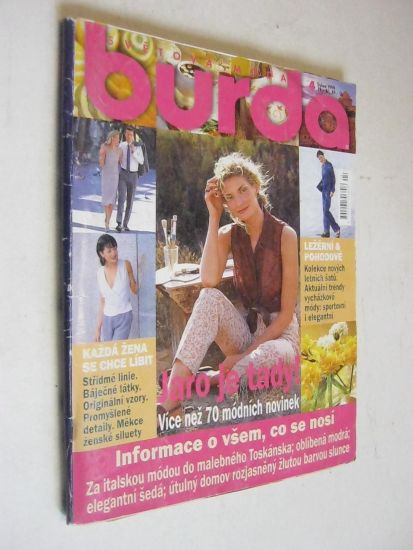 SVĚTOVÁ MÓDA
burda
4
KAŽDÁ ŽENA
SE CHCE LÍBIT
Střídmé linie.
Báječné látky.
Originální vzory.
Promyšlené
detaily. Měkce
ženské siluety
LEŽÉRNÍ &
POHODOVÉ
Kolekce nových
letních šatů.
Aktuální trendy
vycházkové
módy: sportovní
i elegantní
Jaro je tady!
Více než 70 módních novinek
Informace o všem, co se nosí
Za italskou módou do malebného Toskánska; oblíbená modrá;
elegantní šedá; útulný domov rozjasněný žlutou barvou slunce